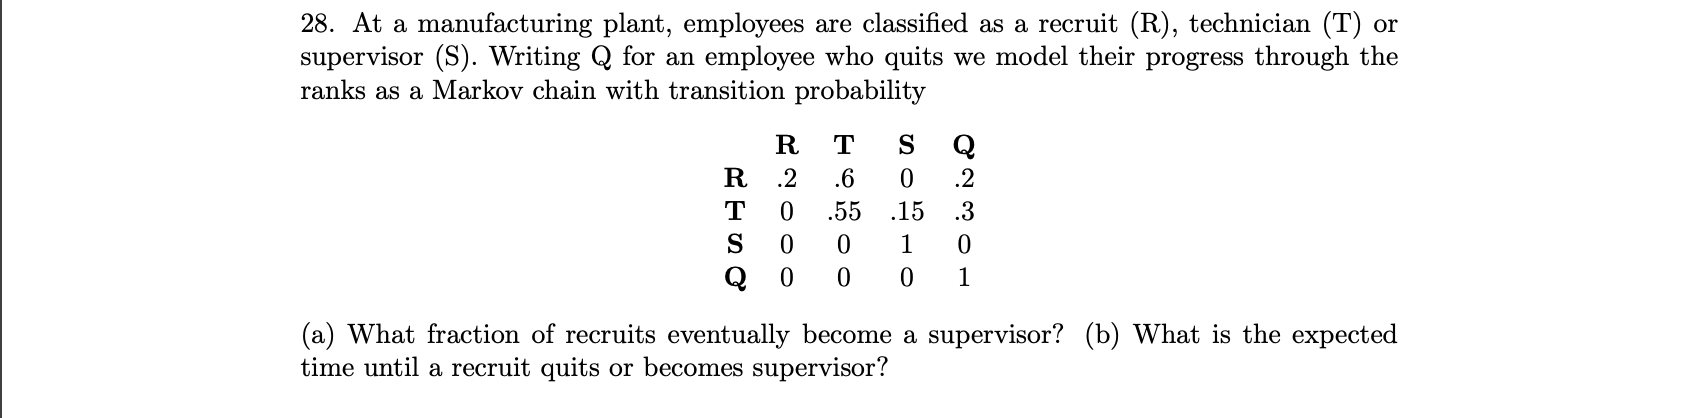 28. At a manufacturing plant, employees are classified as a recruit (R), technician (T) or
supervisor (S). Writing Q for an employee who quits we model their progress through the
ranks as a Markov chain with transition probability
R T S Q
R .2 .6 0 .2
T 0 .55 .15 .3
S 0 0 1 0
Q 0 0 0 1
(a) What fraction of recruits eventually become a supervisor? (b) What is the expected
time until a recruit quits or becomes supervisor?